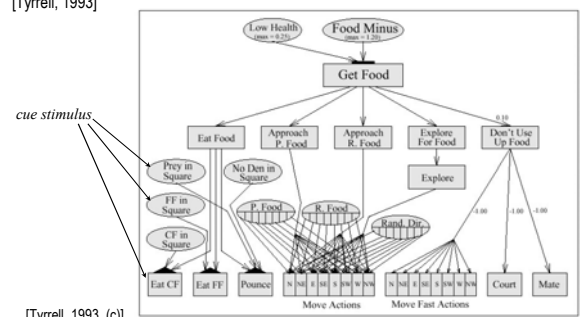 [Tyrrell, 1993]
Low Health
(max = 0.25)
Food Minus
(max = 1.20)
Get Food
0.10
cue stimulus
Eat Food
Approach
P. Food
Approach
R. Food
Explore
For Food
Don't Use
Up Food
Prey in
Square
No Den in
Square
Explore
FF in
Square
P. Food
R. Food
Rand. Dir.
-1.00
-1.00
-1.00
CF in
Square
Eat CF
Eat FF
Pounce
N NE E SE S SW W NW
N NE E SE S SW W NW
Court
Mate
Move Actions
Move Fast Actions
[Tyrrell, 1993, (c)]